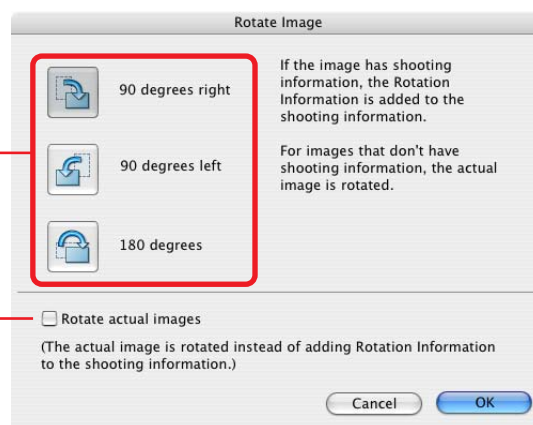 Rotate Image
90 degrees right
90 degrees left
180 degrees
If the image has shooting
information, the Rotation
Information is added to the
shooting information.
For images that don't have
shooting information, the actual
image is rotated.
Rotate actual images
(The actual image is rotated instead of adding Rotation Information
to the shooting information.)
Cancel
OK